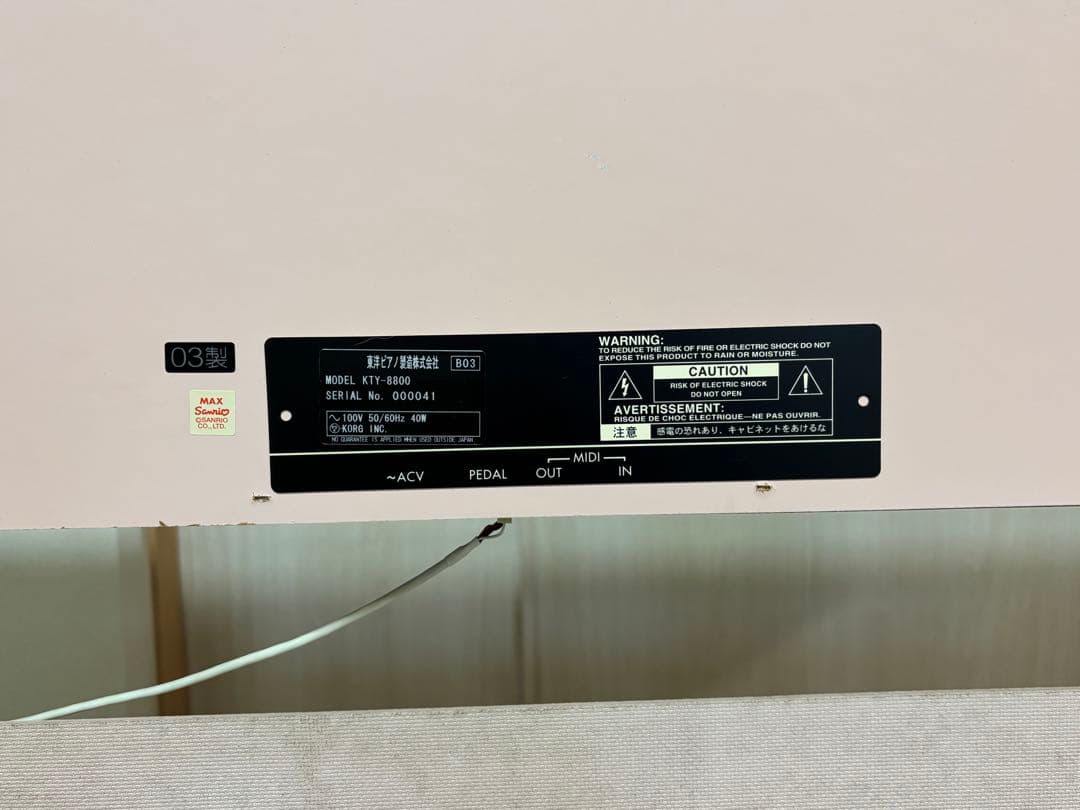 03製
MAX
Sanrio
©SANRIO
CO.,LTD.
東洋ピアノ製造株式会社 B03
MODEL KTY-8800
SERIAL No. 000041
～100V 50/60Hz 40W
KORG INC.
NO GUARANTEE IS APPLIED WHEN USED OUTSIDE JAPAN
WARNING:
TO REDUCE THE RISK OF FIRE OR ELECTRIC SHOCK DO NOT
EXPOSE THIS PRODUCT TO RAIN OR MOISTURE.
CAUTION
RISK OF ELECTRIC SHOCK
DO NOT OPEN
AVERTISSEMENT:
RISQUE DE CHOC ELECTRIQUE—NE PAS OUVRIR.
注意 感電の恐れあり、キャビネットをあけるな
～ACV PEDAL OUT MIDI IN